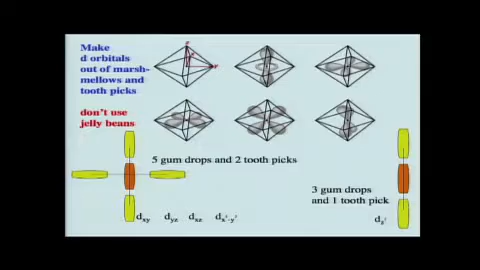 Make
d orbitals
out of marsh-
mellows and
tooth picks
don't use
jelly beans
5 gum drops and 2 tooth picks
3 gum drops
and 1 tooth pick
dxy dyz dxz dx²-y²
dz²